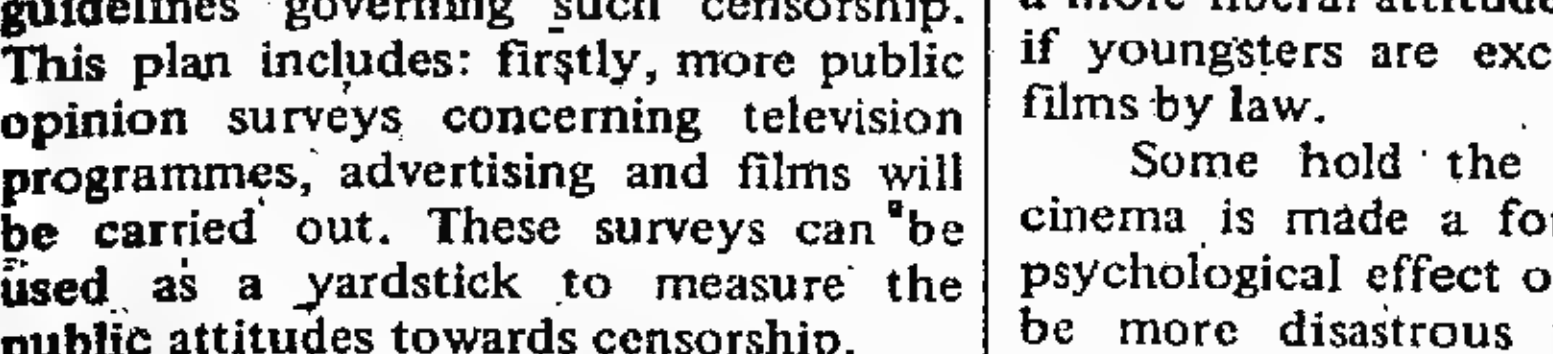 guidelines governing such censorship.
This plan includes: firstly, more public
opinion surveys concerning television
programmes, advertising and films will
be carried out. These surveys can be
used as a yardstick to measure the
public attitudes towards censorship.
a more liberal attitude
if youngsters are exc
films by law.
Some hold the
cinema is made a fo
psychological effect o
be more disastrous